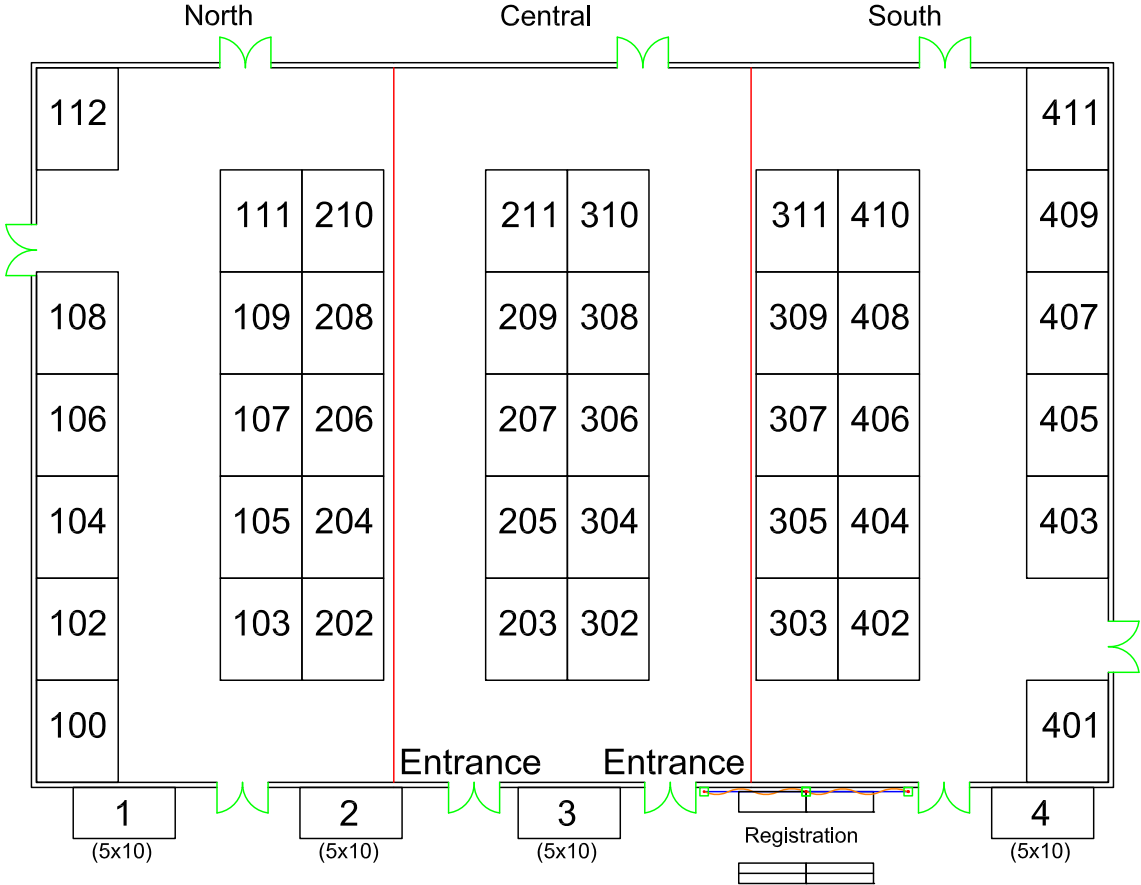 North Central South
112 411
111 210 211 310 311 410 409
108 109 208 209 308 309 408 407
106 107 206 207 306 307 406 405
104 105 204 205 304 305 404 403
102 103 202 203 302 303 402
100 401
Entrance Entrance
1 2 3 4
Registration
(5x10) (5x10) (5x10) (5x10)